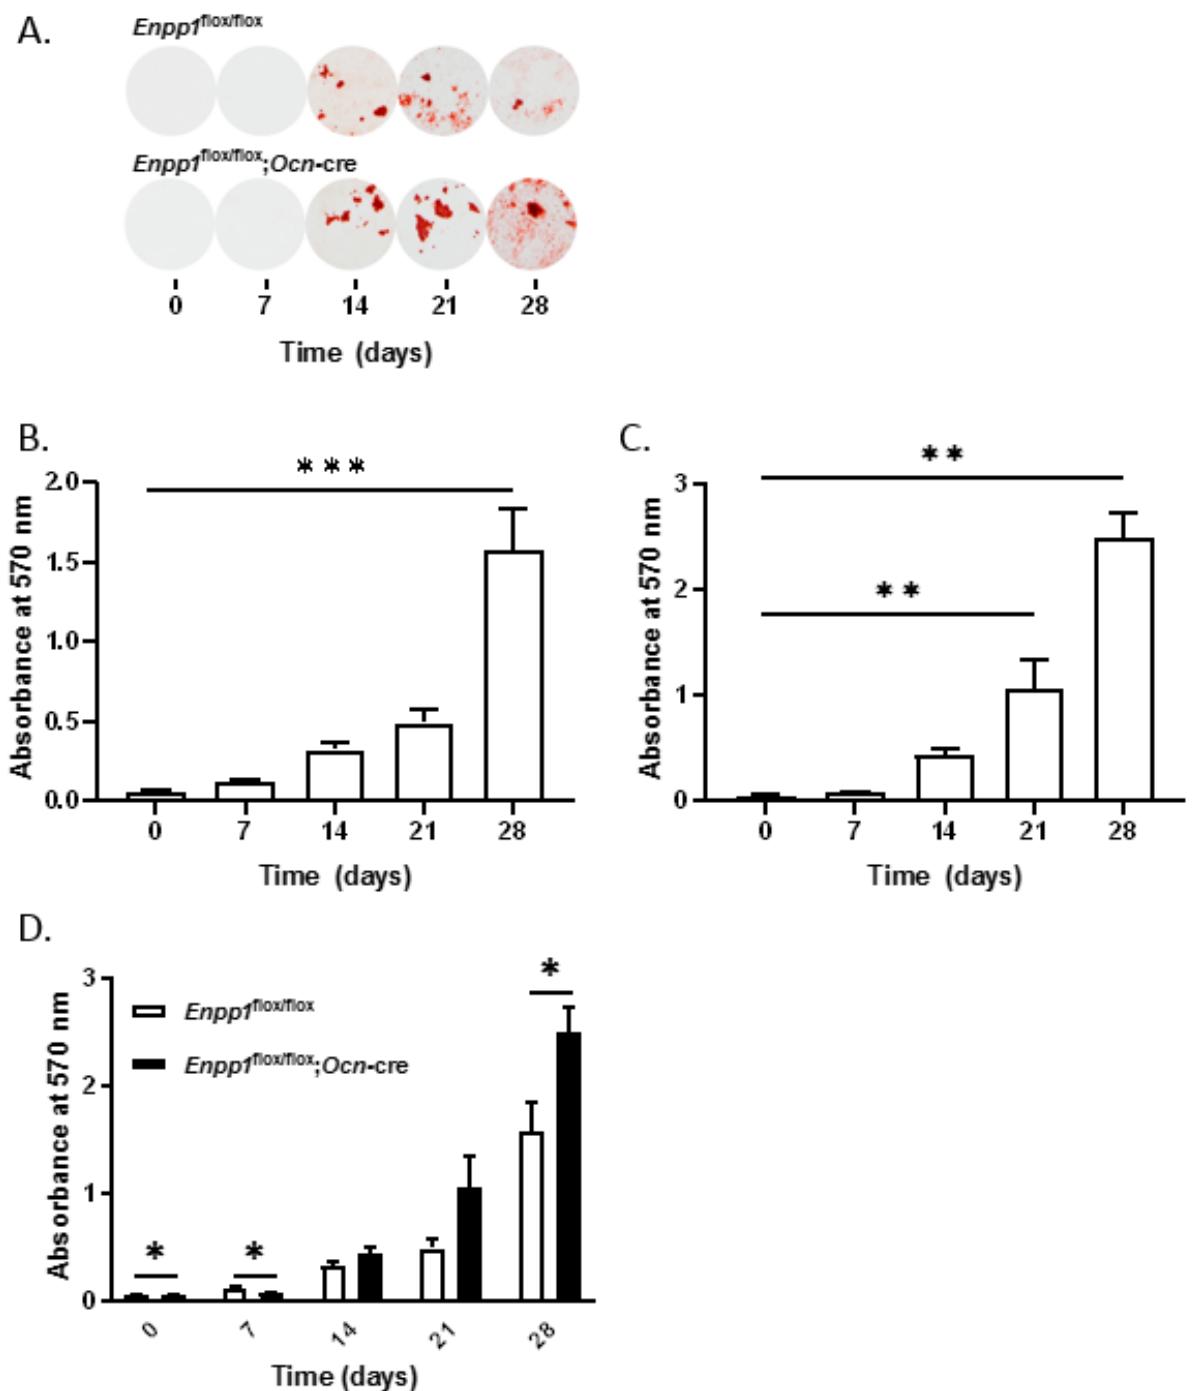 A.
Enpp1flox/flox
Enpp1flox/flox;Ocn-cre
0 7 14 21 28
Time (days)
B.
***
2.0
1.5
1.0
0.5
0.0
Absorbance at 570 nm
0 7 14 21 28
Time (days)
C.
**
**
3
2
1
0
Absorbance at 570 nm
0 7 14 21 28
Time (days)
D.
*
3
2
1
0
Absorbance at 570 nm
Enpp1flox/flox
Enpp1flox/flox;Ocn-cre
* *
0 7 14 21 28
Time (days)